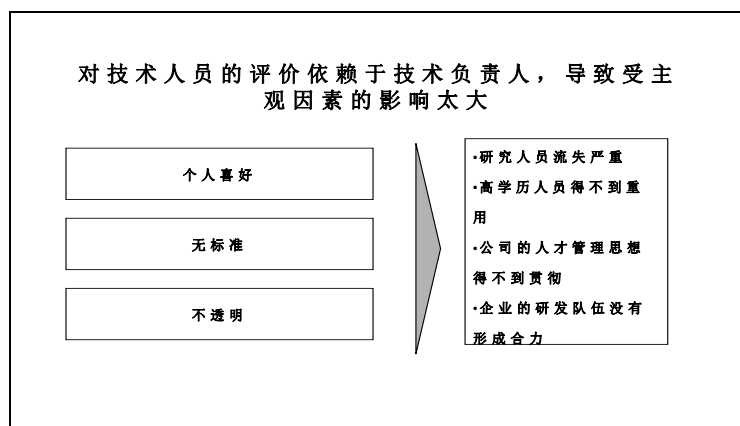 对技术人员的评价依赖于技术负责人，导致受主
观因素的影响太大
个人喜好
无标准
不透明
•研究人员流失严重
•高学历人员得不到重
用
•公司的人才管理思想
得不到贯彻
•企业的研发队伍没有
形成合力